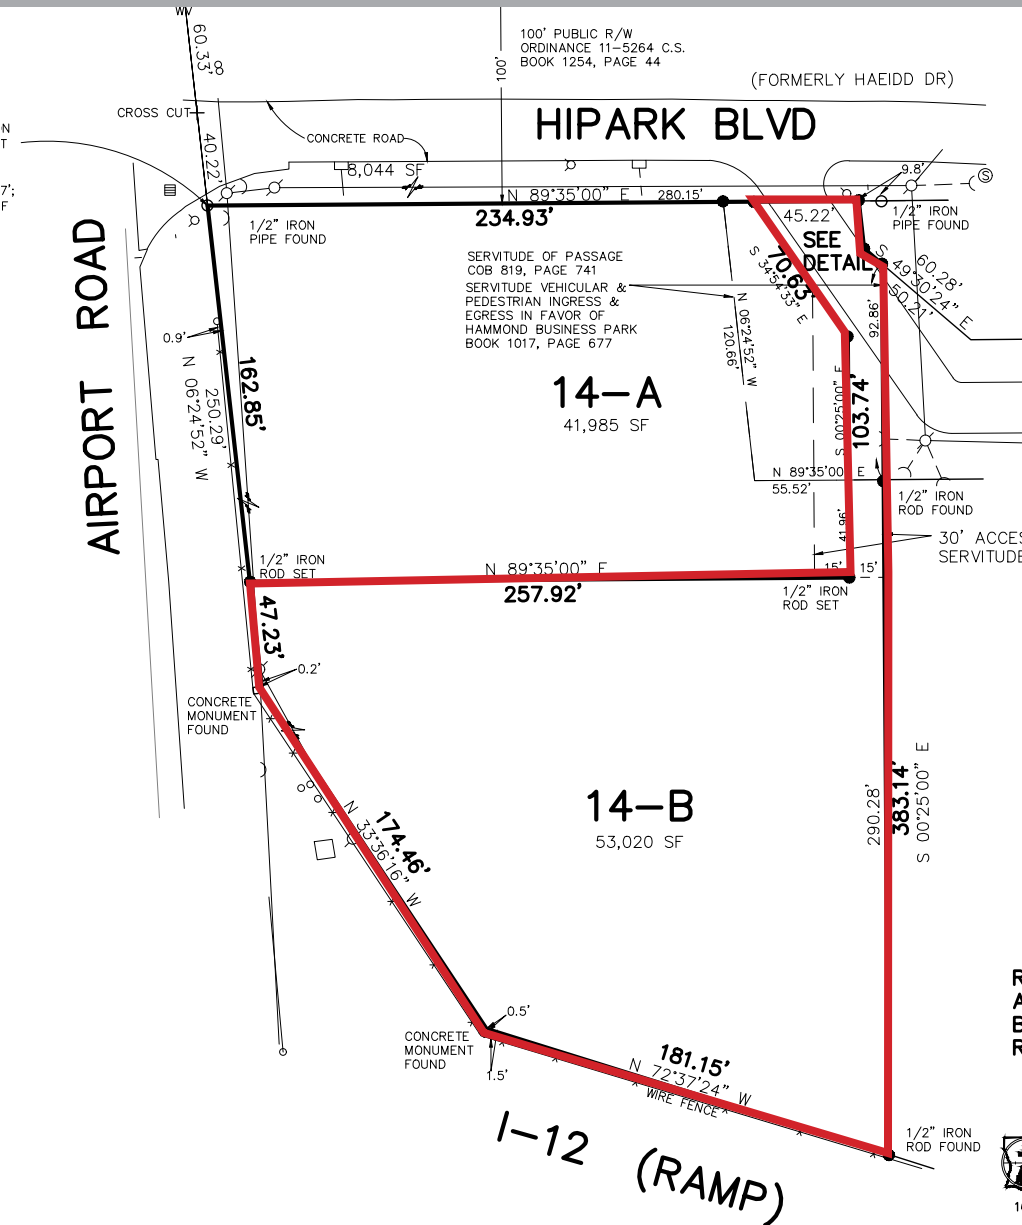 WV
60.33'
8
100'
100' PUBLIC R/W
ORDINANCE 11-5264 C.S.
BOOK 1254, PAGE 44
(FORMERLY HAEIDD DR)
CROSS CUT
N
T
7';
F
CONCRETE ROAD
HIPARK BLVD
40.22'
8,044 SF
9.8'
S
N 89°35'00" E
280.15'
234.93'
45.22'
1/2" IRON
PIPE FOUND
1/2" IRON
PIPE FOUND
SEE
DETAIL
AIRPORT ROAD
SERVITUDE OF PASSAGE
COB 819, PAGE 741
SERVITUDE VEHICULAR &
PEDESTRIAN INGRESS &
EGRESS IN FAVOR OF
HAMMOND BUSINESS PARK
BOOK 1017, PAGE 677
70.63'
S 34°54'33" E
60.28'
S 49°30'24" E
50.21'
92.86'
N 06°24'52" W
120.66'
0.9'
162.85'
250.29'
N 06°24'52" W
14-A
41,985 SF
S 00°25'00" E
103.74'
N 89°35'00" E
55.52'
1/2" IRON
ROD FOUND
41.96'
30' ACCES
SERVITUDE
1/2" IRON
ROD SET
N 89°35'00" E
257.92'
15'
15'
1/2" IRON
ROD SET
47.23'
0.2'
CONCRETE
MONUMENT
FOUND
14-B
53,020 SF
290.28'
383.14'
S 00°25'00" E
174.46'
N 33°36'16" W
R
A
B
R
0.5'
CONCRETE
MONUMENT
FOUND
1.5'
181.15'
N 72°37'24" W
WIRE FENCE
I-12 (RAMP)
1/2" IRON
ROD FOUND